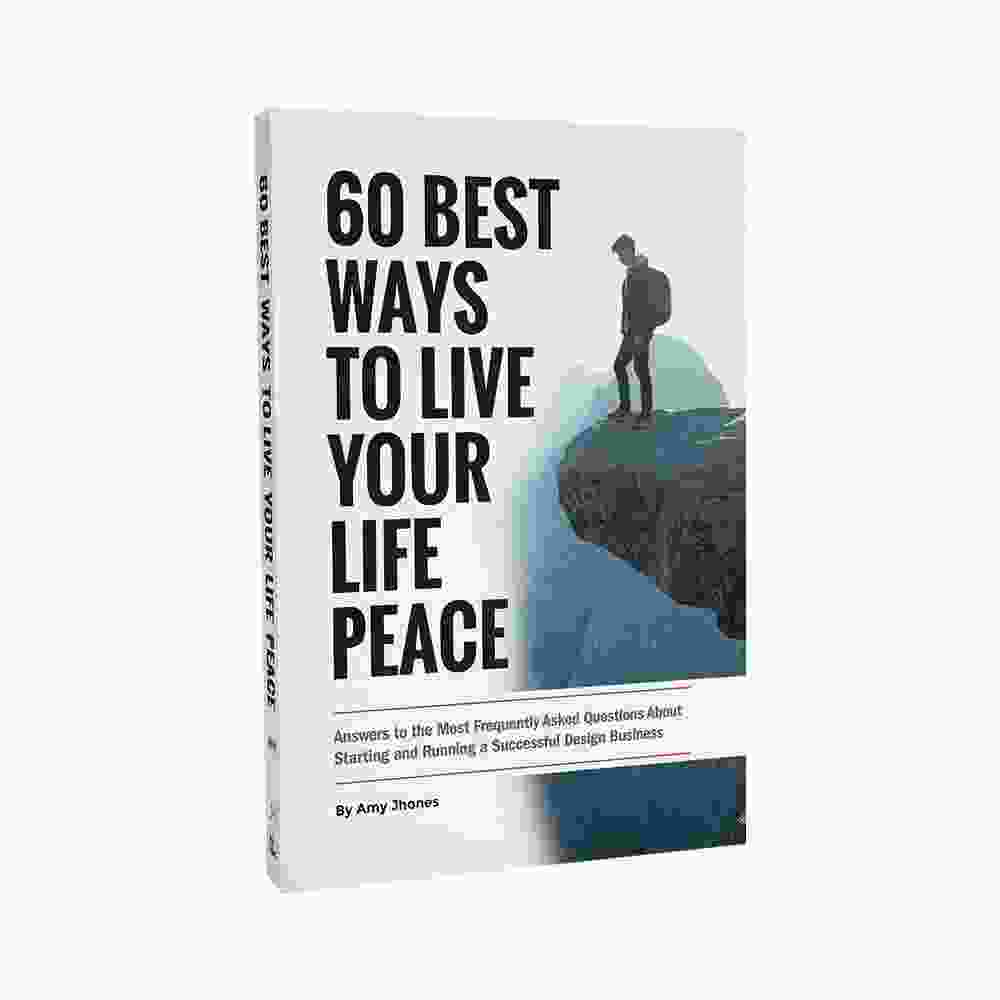 60 BEST WAYS TO LIVE YOUR LIFE PEACE
60 BEST
WAYS
TO LIVE
YOUR
LIFE
PEACE
Answers to the Most Frequently Asked Questions About
Starting and Running a Successful Design Business
By Amy Jhones